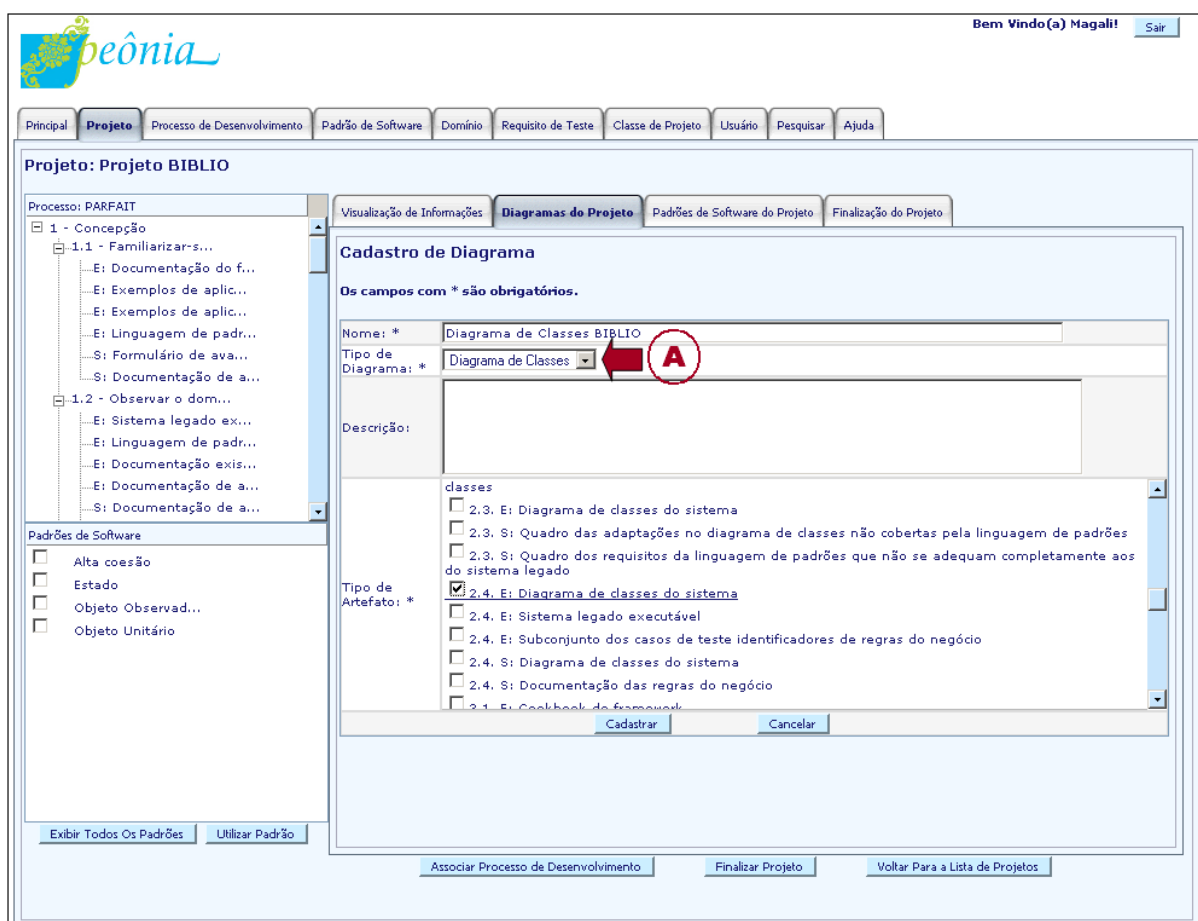 Bem Vindo(a) Magali!
Sair
peônia
Principal
Projeto
Processo de Desenvolvimento
Padrão de Software
Domínio
Requisito de Teste
Classe de Projeto
Usuário
Pesquisar
Ajuda
Projeto: Projeto BIBLIO
Processo: PARFAIT
1 - Concepção
1.1 - Familiarizar-s...
E: Documentação do f...
E: Exemplos de aplic...
E: Exemplos de aplic...
E: Linguagem de padr...
S: Formulário de ava...
S: Documentação de a...
1.2 - Observar o dom...
E: Sistema legado ex...
E: Linguagem de padr...
E: Documentação exis...
E: Documentação de a...
S: Documentação de a...
Padrões de Software
Alta coesão
Estado
Objeto Observad...
Objeto Unitário
Exibir Todos Os Padrões
Utilizar Padrão
Visualização de Informações
Diagramas do Projeto
Padrões de Software do Projeto
Finalização do Projeto
Cadastro de Diagrama
Os campos com * são obrigatórios.
Nome: *
Diagrama de Classes BIBLIO
Tipo de
Diagrama: *
Diagrama de Classes
A
Descrição:
Tipo de
Artefato: *
classes
2.3. E: Diagrama de classes do sistema
2.3. S: Quadro das adaptações no diagrama de classes não cobertas pela linguagem de padrões
2.3. S: Quadro dos requisitos da linguagem de padrões que não se adequam completamente aos
do sistema legado
2.4. E: Diagrama de classes do sistema
2.4. E: Sistema legado executável
2.4. E: Subconjunto dos casos de teste identificadores de regras do negócio
2.4. S: Diagrama de classes do sistema
2.4. S: Documentação das regras do negócio
3.1. E: Cookbook do framework
Cadastrar
Cancelar
Associar Processo de Desenvolvimento
Finalizar Projeto
Voltar Para a Lista de Projetos